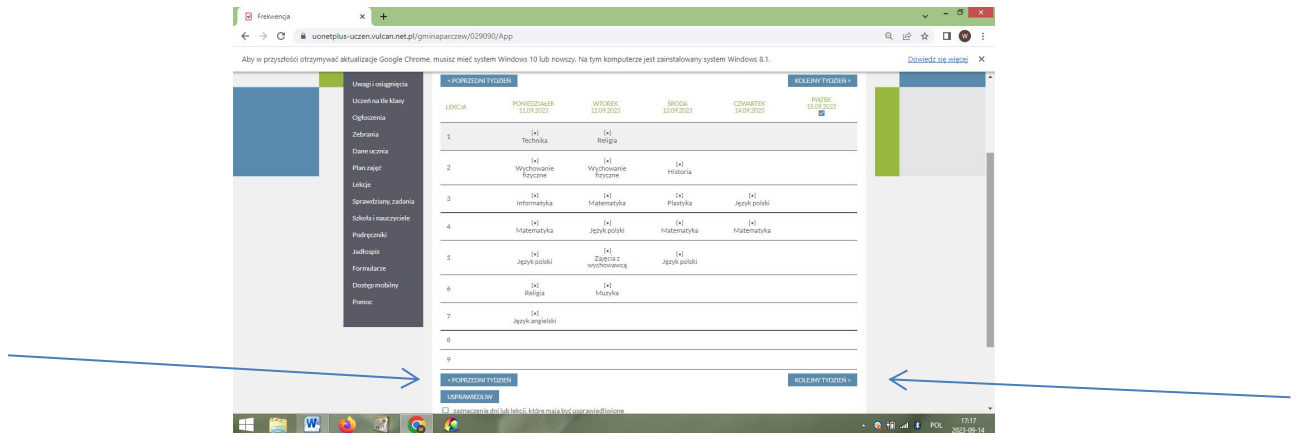 Frekwencja
uonetplus-uczen.vulcan.net.pl/gminaparczew/029090/App
W
Aby w przyszłości otrzymywać aktualizacje Google Chrome, musisz mieć system Windows 10 lub nowszy. Na tym komputerze jest zainstalowany system Windows 8.1.
Dowiedz się więcej
Uwagi i osiągnięcia
Uczeń na tle klasy
Ogłoszenia
Zebrania
Dane ucznia
Plan zajęć
Lekcje
Sprawdziany, zadania
Szkoła i nauczyciele
Podręczniki
Jadłospis
Formularze
Dostęp mobilny
Pomoc
< POPRZEDNI TYDZIEŃ KOLEJNY TYDZIEŃ >
LEKCJA PONIEDZIAŁEK WTOREK ŚRODA CZWARTEK PIĄTEK
11.09.2023 12.09.2023 13.09.2023 14.09.2023 15.09.2023
1 [•] [•]
Technika Religia
2 [•] [•] [•]
Wychowanie Wychowanie Historia
fizyczne fizyczne
3 [•] [•] [•] [•]
Informatyka Matematyka Plastyka Język polski
4 [•] [•] [•] [•]
Matematyka Język polski Matematyka Matematyka
5 [•] [•] [•]
Język polski Zajęcia z Język polski
wychowawcą
6 [•] [•]
Religia Muzyka
7 [•]
Język angielski
8
9
< POPRZEDNI TYDZIEŃ KOLEJNY TYDZIEŃ >
USPRAWIEDLIW
zaznaczenie dni lub lekcji, które mają być usprawiedliwione
POL 17:17
2023-09-14